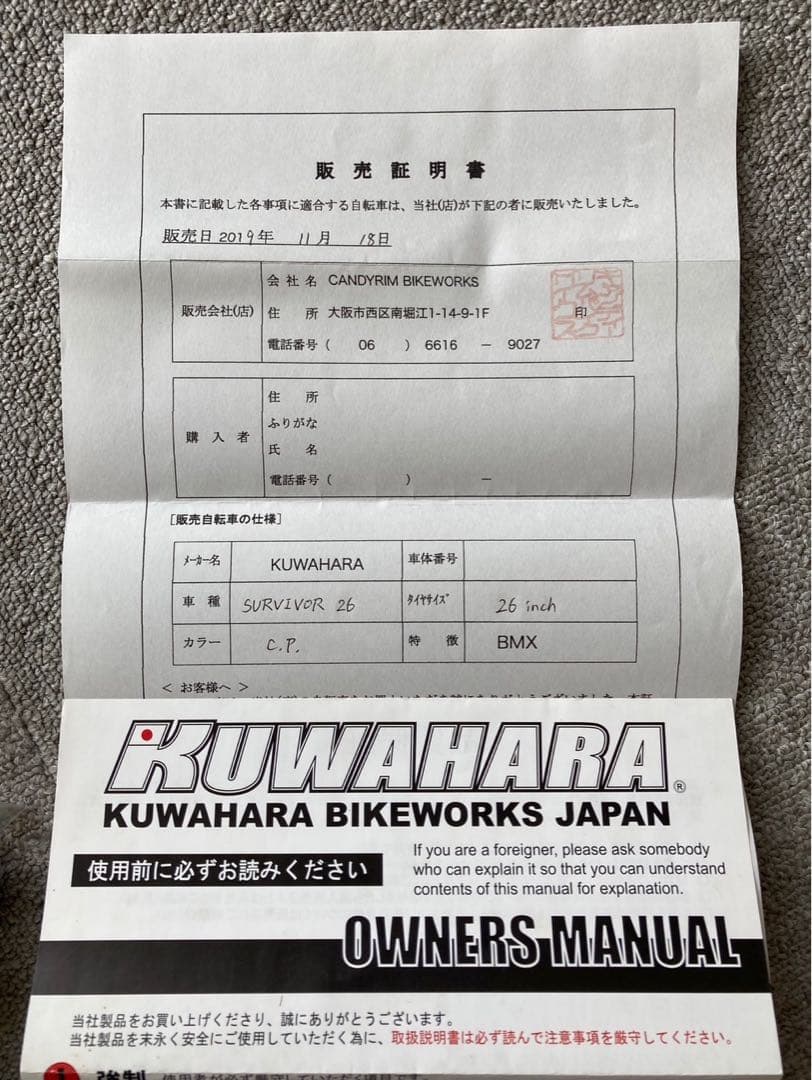 販売証明書
本書に記載した各事項に適合する自転車は、当社(店)が下記の者に販売いたしました。
販売日 2019年 11月 18日
販売会社(店)
会社名 CANDYRIM BIKEWORKS
住所 大阪市西区南堀江1-14-9-1F
印
電話番号( 06 ) 6616 － 9027
購入者
住所
ふりがな
氏名
電話番号( ) －
[販売自転車の仕様]
ﾒｰｶｰ名 KUWAHARA 車体番号
車種 SURVIVOR 26 ﾀｲﾔｻｲｽﾞ 26 inch
カラー C.P. 特徴 BMX
＜ お客様へ ＞
KUWAHARA®
KUWAHARA BIKEWORKS JAPAN
使用前に必ずお読みください
If you are a foreigner, please ask somebody
who can explain it so that you can understand
contents of this manual for explanation.
OWNERS MANUAL
当社製品をお買い上げくださり、誠にありがとうございます。
当社製品を末永く安全にご使用していただく為に、取扱説明書は必ず読んで注意事項を厳守してください。
強制